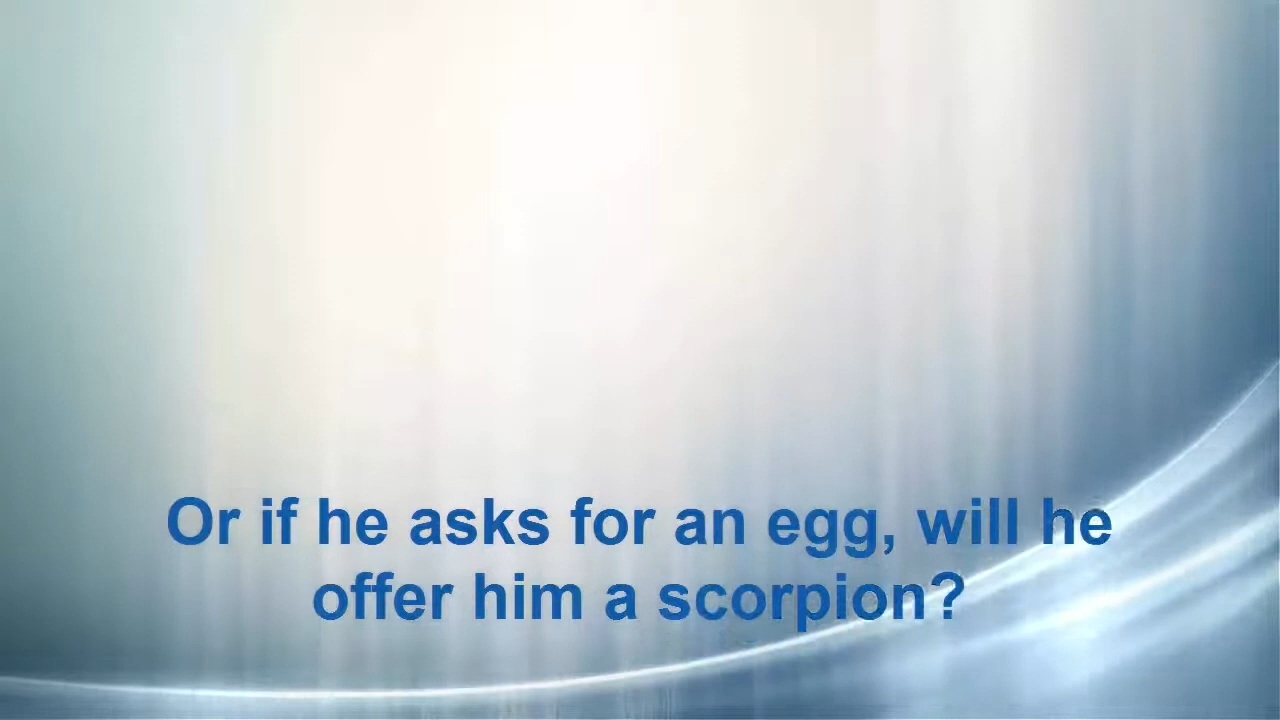 Or if he asks for an egg, will he
offer him a scorpion?